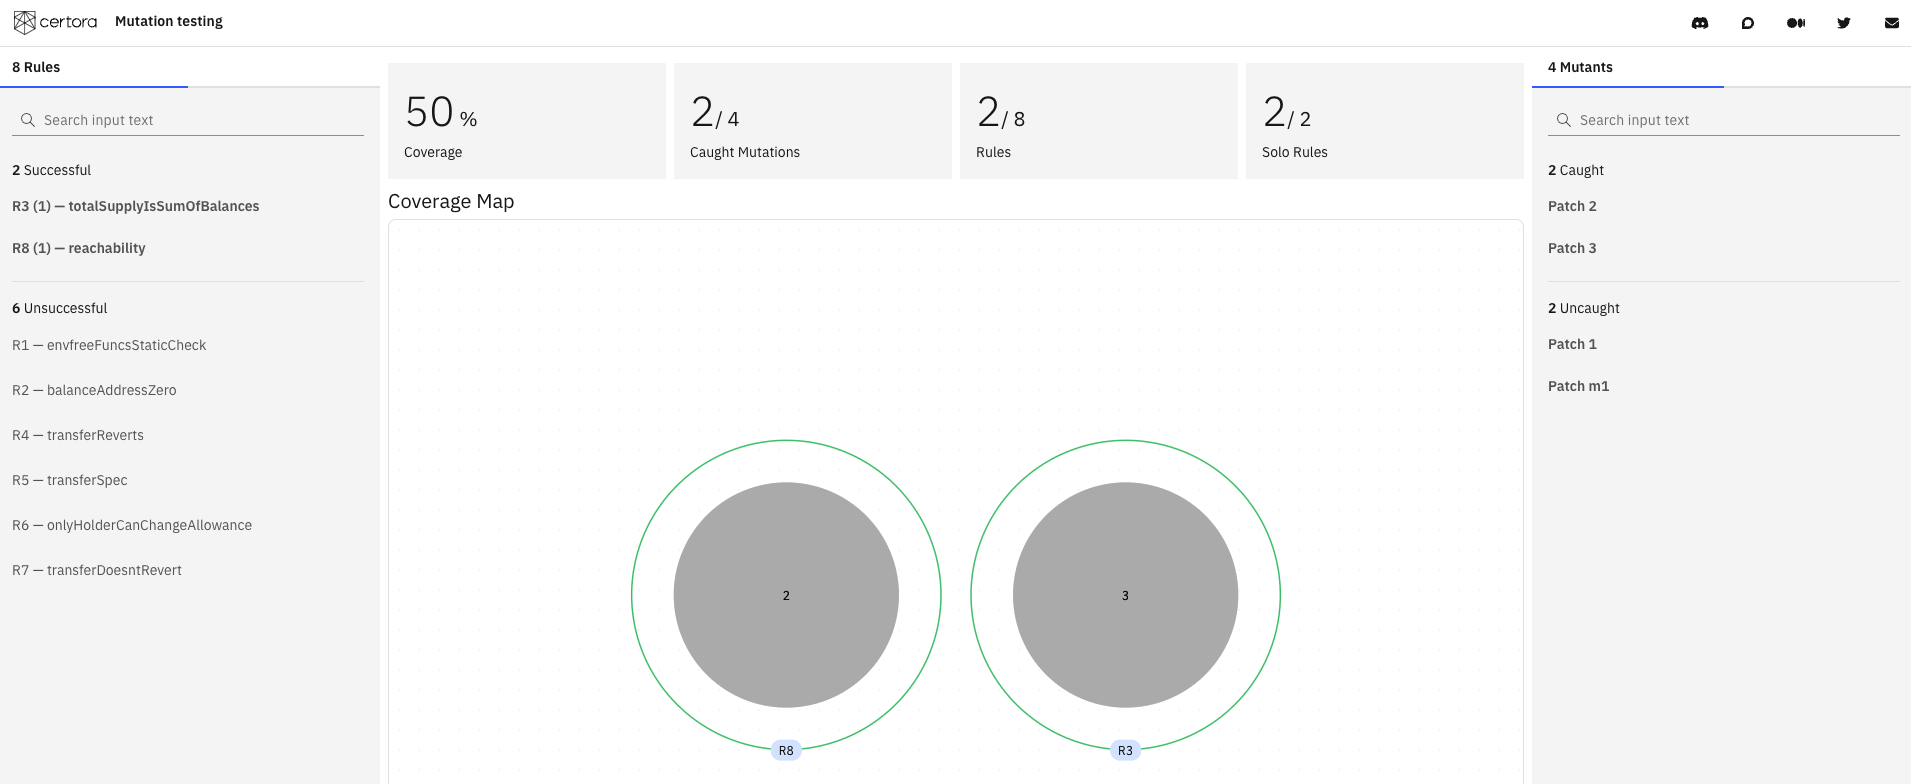 certora Mutation testing
8 Rules
Search input text
2 Successful
R3 (1) — totalSupplyIsSumOfBalances
R8 (1) — reachability
6 Unsuccessful
R1 — envfreeFuncsStaticCheck
R2 — balanceAddressZero
R4 — transferReverts
R5 — transferSpec
R6 — onlyHolderCanChangeAllowance
R7 — transferDoesntRevert
50 %
Coverage
2/ 4
Caught Mutations
2/ 8
Rules
2/ 2
Solo Rules
Coverage Map
2
R8
3
R3
4 Mutants
Search input text
2 Caught
Patch 2
Patch 3
2 Uncaught
Patch 1
Patch m1